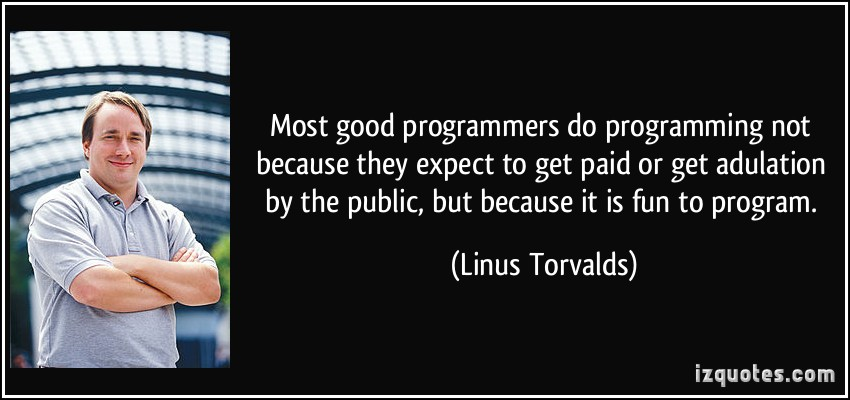 Most good programmers do programming not
because they expect to get paid or get adulation
by the public, but because it is fun to program.
(Linus Torvalds)
izquotes.com